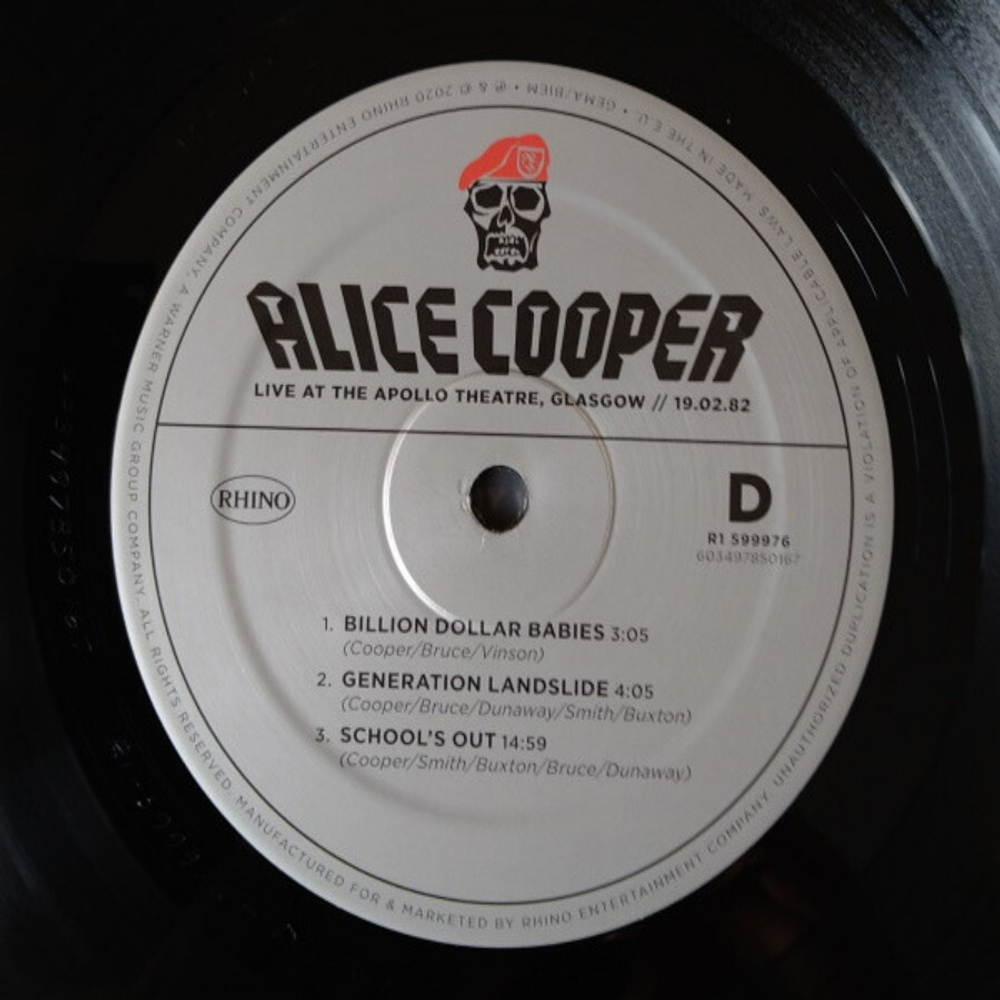 ALICE COOPER
LIVE AT THE APOLLO THEATRE, GLASGOW // 19.02.82
RHINO
D
R1 599976
603497850167
1. BILLION DOLLAR BABIES 3:05
(Cooper/Bruce/Vinson)
2. GENERATION LANDSLIDE 4:05
(Cooper/Bruce/Dunaway/Smith/Buxton)
3. SCHOOL'S OUT 14:59
(Cooper/Smith/Buxton/Bruce/Dunaway)
℗ & © 2020 RHINO ENTERTAINMENT COMPANY, A WARNER MUSIC GROUP COMPANY. ALL RIGHTS RESERVED. MANUFACTURED FOR & MARKETED BY RHINO ENTERTAINMENT COMPANY. UNAUTHORIZED DUPLICATION IS A VIOLATION OF APPLICABLE LAWS. MADE IN THE E.U. • GEMA/BIEM •